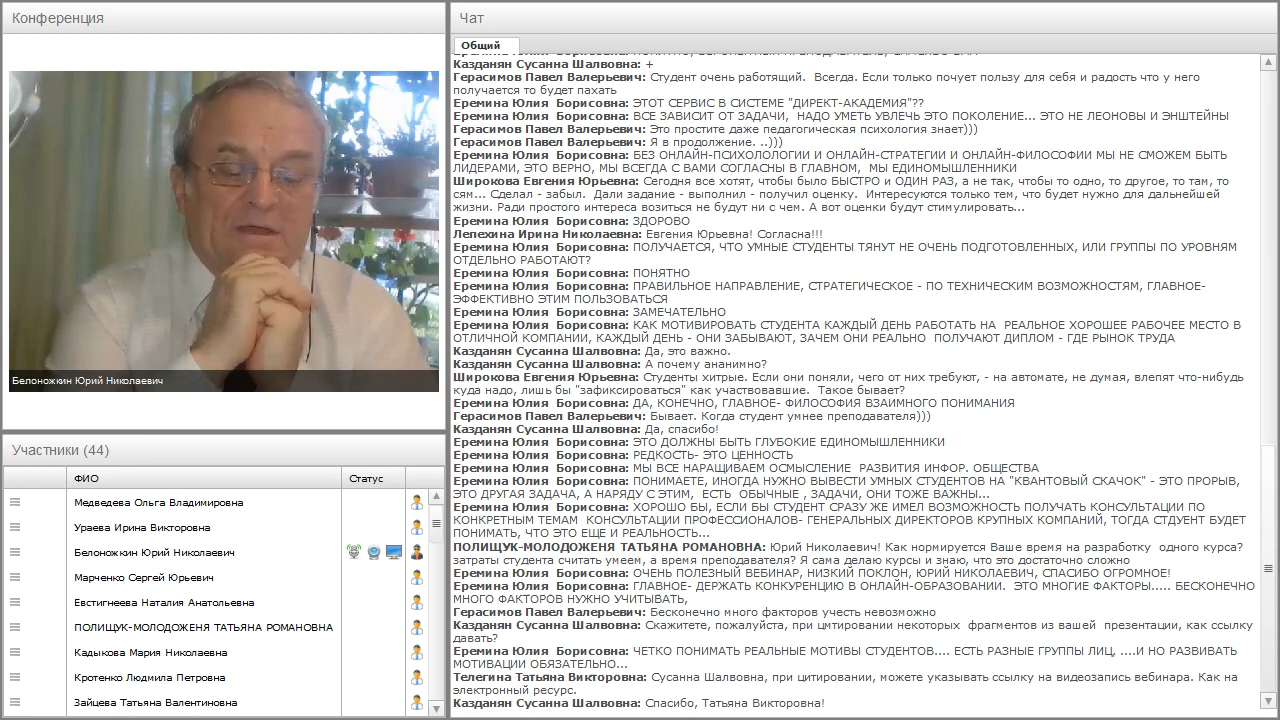 Конференция
Белоножкин Юрий Николаевич
Участники (44)
ФИО
Статус
Медведева Ольга Владимировна
Ураева Ирина Викторовна
Белоножкин Юрий Николаевич
Марченко Сергей Юрьевич
Евстигнеева Наталия Анатольевна
ПОЛИЩУК-МОЛОДОЖЕНЯ ТАТЬЯНА РОМАНОВНА
Кадыкова Мария Николаевна
Кротенко Людмила Петровна
Зайцева Татьяна Валентиновна
Чат
Общий
Казданян Сусанна Шалвовна: +
Герасимов Павел Валерьевич: Студент очень работящий. Всегда. Если только почует пользу для себя и радость что у него
получается то будет пахать
Еремина Юлия Борисовна: ЭТОТ СЕРВИС В СИСТЕМЕ "ДИРЕКТ-АКАДЕМИЯ"??
Еремина Юлия Борисовна: ВСЕ ЗАВИСИТ ОТ ЗАДАЧИ, НАДО УМЕТЬ УВЛЕЧЬ ЭТО ПОКОЛЕНИЕ... ЭТО НЕ ЛЕОНОВЫ И ЭНШТЕЙНЫ
Герасимов Павел Валерьевич: Это простите даже педагогическая психология знает)))
Герасимов Павел Валерьевич: Я в продолжение. ..)))
Еремина Юлия Борисовна: БЕЗ ОНЛАЙН-ПСИХОЛОЛОГИИ И ОНЛАЙН-СТРАТЕГИИ И ОНЛАЙН-ФИЛОСОФИИ МЫ НЕ СМОЖЕМ БЫТЬ
ЛИДЕРАМИ, ЭТО ВЕРНО, МЫ ВСЕГДА С ВАМИ СОГЛАСНЫ В ГЛАВНОМ, МЫ ЕДИНОМЫШЛЕННИКИ
Широкова Евгения Юрьевна: Сегодня все хотят, чтобы было БЫСТРО и ОДИН РАЗ, а не так, чтобы то одно, то другое, то там, то
сям... Сделал - забыл. Дали задание - выполнил - получил оценку. Интересуются только тем, что будет нужно для дальнейшей
жизни. Ради простого интереса возиться не будут ни с чем. А вот оценки будут стимулировать...
Еремина Юлия Борисовна: ЗДОРОВО
Лепехина Ирина Николаевна: Евгения Юрьевна! Согласна!!!
Еремина Юлия Борисовна: ПОЛУЧАЕТСЯ, ЧТО УМНЫЕ СТУДЕНТЫ ТЯНУТ НЕ ОЧЕНЬ ПОДГОТОВЛЕННЫХ, ИЛИ ГРУППЫ ПО УРОВНЯМ
ОТДЕЛЬНО РАБОТАЮТ?
Еремина Юлия Борисовна: ПОНЯТНО
Еремина Юлия Борисовна: ПРАВИЛЬНОЕ НАПРАВЛЕНИЕ, СТРАТЕГИЧЕСКОЕ - ПО ТЕХНИЧЕСКИМ ВОЗМОЖНОСТЯМ, ГЛАВНОЕ-
ЭФФЕКТИВНО ЭТИМ ПОЛЬЗОВАТЬСЯ
Еремина Юлия Борисовна: ЗАМЕЧАТЕЛЬНО
Еремина Юлия Борисовна: КАК МОТИВИРОВАТЬ СТУДЕНТА КАЖДЫЙ ДЕНЬ РАБОТАТЬ НА РЕАЛЬНОЕ ХОРОШЕЕ РАБОЧЕЕ МЕСТО В
ОТЛИЧНОЙ КОМПАНИИ, КАЖДЫЙ ДЕНЬ - ОНИ ЗАБЫВАЮТ, ЗАЧЕМ ОНИ РЕАЛЬНО ПОЛУЧАЮТ ДИПЛОМ - ГДЕ РЫНОК ТРУДА
Казданян Сусанна Шалвовна: Да, это важно.
Казданян Сусанна Шалвовна: А почему ананимно?
Широкова Евгения Юрьевна: Студенты хитрые. Если они поняли, чего от них требуют, - на автомате, не думая, влепят что-нибудь
куда надо, лишь бы "зафиксироваться" как участвовавшие. Такое бывает?
Еремина Юлия Борисовна: ДА, КОНЕЧНО, ГЛАВНОЕ- ФИЛОСОФИЯ ВЗАИМНОГО ПОНИМАНИЯ
Герасимов Павел Валерьевич: Бывает. Когда студент умнее преподавателя)))
Казданян Сусанна Шалвовна: Да, спасибо!
Еремина Юлия Борисовна: ЭТО ДОЛЖНЫ БЫТЬ ГЛУБОКИЕ ЕДИНОМЫШЛЕННИКИ
Еремина Юлия Борисовна: РЕДКОСТЬ- ЭТО ЦЕННОСТЬ
Еремина Юлия Борисовна: МЫ ВСЕ НАРАЩИВАЕМ ОСМЫСЛЕНИЕ РАЗВИТИЯ ИНФОР. ОБЩЕСТВА
Еремина Юлия Борисовна: ПОНИМАЕТЕ, ИНОГДА НУЖНО ВЫВЕСТИ УМНЫХ СТУДЕНТОВ НА "КВАНТОВЫЙ СКАЧОК" - ЭТО ПРОРЫВ,
ЭТО ДРУГАЯ ЗАДАЧА, А НАРЯДУ С ЭТИМ, ЕСТЬ ОБЫЧНЫЕ , ЗАДАЧИ, ОНИ ТОЖЕ ВАЖНЫ...
Еремина Юлия Борисовна: ХОРОШО БЫ, ЕСЛИ БЫ СТУДЕНТ СРАЗУ ЖЕ ИМЕЛ ВОЗМОЖНОСТЬ ПОЛУЧАТЬ КОНСУЛЬТАЦИИ ПО
КОНКРЕТНЫМ ТЕМАМ КОНСУЛЬТАЦИИ ПРОФЕССИОНАЛОВ- ГЕНЕРАЛЬНЫХ ДИРЕКТОРОВ КРУПНЫХ КОМПАНИЙ, ТОГДА СТДУЕНТ БУДЕТ
ПОНИМАТЬ, ЧТО ЭТО ЕЩЕ И РЕАЛЬНОСТЬ...
ПОЛИЩУК-МОЛОДОЖЕНЯ ТАТЬЯНА РОМАНОВНА: Юрий Николаевич! Как нормируется Ваше время на разработку одного курса?
затраты студента считать умеем, а время преподавателя? Я сама делаю курсы и знаю, что это достаточно сложно
Еремина Юлия Борисовна: ОЧЕНЬ ПОЛЕЗНЫЙ ВЕБИНАР, НИЗКИЙ ПОКЛОН, ЮРИЙ НИКОЛАЕВИЧ, СПАСИБО ОГРОМНОЕ!
Еремина Юлия Борисовна: ГЛАВНОЕ- ДЕРЖАТЬ КОНКУРЕНЦИЮ В ОНЛАЙН-ОБРАЗОВАНИИ. ЭТО МНОГИЕ ФАКТОРЫ..... БЕСКОНЕЧНО
МНОГО ФАКТОРОВ НУЖНО УЧИТЫВАТЬ,
Герасимов Павел Валерьевич: Бесконечно много факторов учесть невозможно
Казданян Сусанна Шалвовна: Скажитете, пожалуйста, при цмтировании некоторых фрагментов из вашей презентации, как ссылку
давать?
Еремина Юлия Борисовна: ЧЕТКО ПОНИМАТЬ РЕАЛЬНЫЕ МОТИВЫ СТУДЕНТОВ.... ЕСТЬ РАЗНЫЕ ГРУППЫ ЛИЦ, ....И НО РАЗВИВАТЬ
МОТИВАЦИИ ОБЯЗАТЕЛЬНО...
Телегина Татьяна Викторовна: Сусанна Шалвовна, при цитировании, можете указывать ссылку на видеозапись вебинара. Как на
электронный ресурс.
Казданян Сусанна Шалвовна: Спасибо, Татьяна Викторовна!